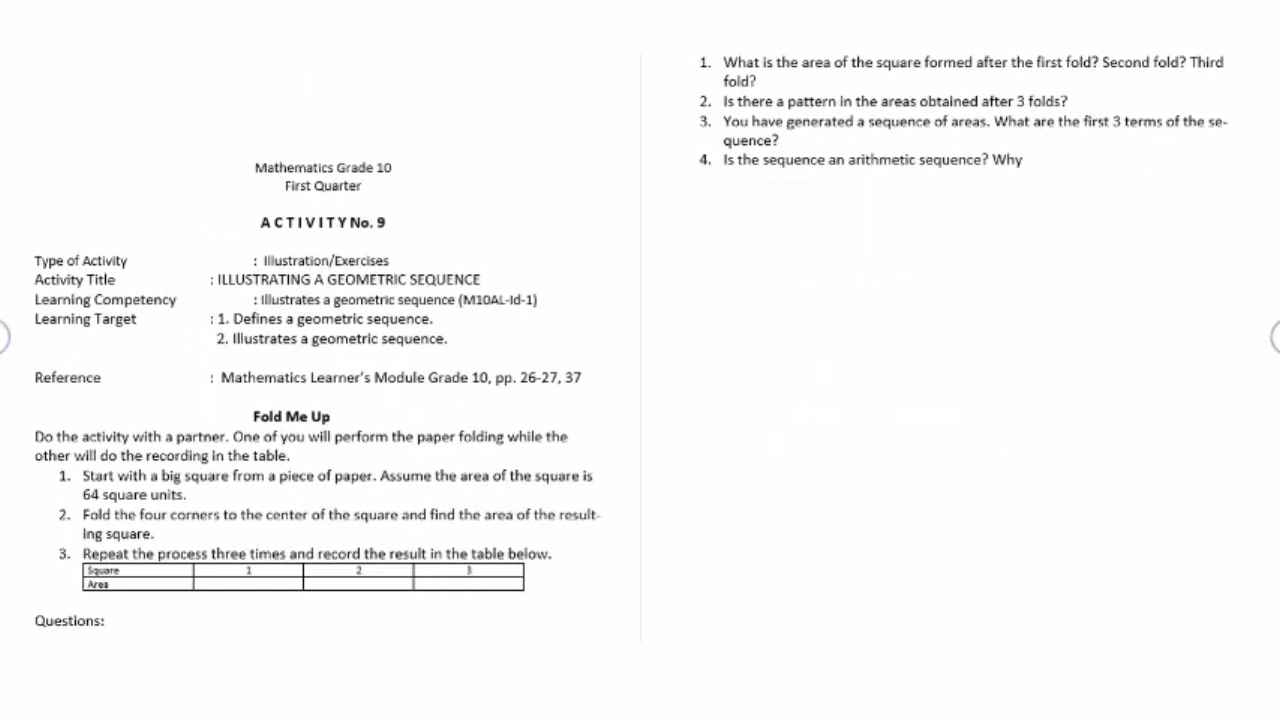 Mathematics Grade 10
First Quarter
A C T I V I T Y No. 9
Type of Activity : Illustration/Exercises
Activity Title : ILLUSTRATING A GEOMETRIC SEQUENCE
Learning Competency : Illustrates a geometric sequence (M10AL-Id-1)
Learning Target : 1. Defines a geometric sequence.
2. Illustrates a geometric sequence.
Reference : Mathematics Learner's Module Grade 10, pp. 26-27, 37
Fold Me Up
Do the activity with a partner. One of you will perform the paper folding while the
other will do the recording in the table.
1. Start with a big square from a piece of paper. Assume the area of the square is
64 square units.
2. Fold the four corners to the center of the square and find the area of the result-
ing square.
3. Repeat the process three times and record the result in the table below.
Square 1 2 3
Area
Questions:
1. What is the area of the square formed after the first fold? Second fold? Third
fold?
2. Is there a pattern in the areas obtained after 3 folds?
3. You have generated a sequence of areas. What are the first 3 terms of the se-
quence?
4. Is the sequence an arithmetic sequence? Why